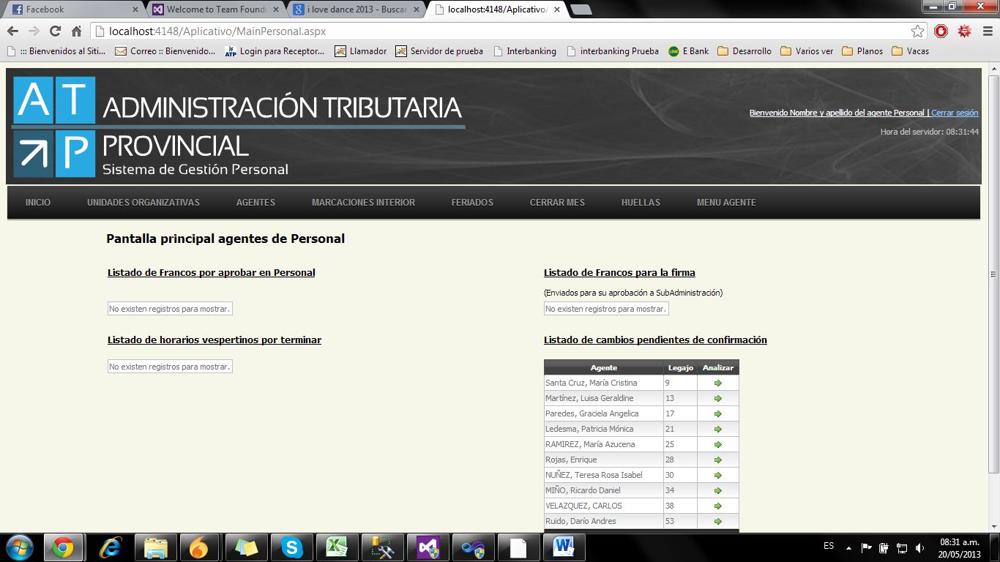 Facebook
Welcome to Team Founda
i love dance 2013 - Buscar
localhost:4148/Aplicativo/
localhost:4148/Aplicativo/MainPersonal.aspx
::: Bienvenidos al Siti... Correo :: Bienvenido... ATP Login para Receptor... Llamador Servidor de prueba Interbanking interbanking Prueba LINK E Bank Desarrollo Varios ver Planos Vacas
AT ADMINISTRACIÓN TRIBUTARIA
P PROVINCIAL
Sistema de Gestión Personal
Bienvenido Nombre y apellido del agente Personal | Cerrar sesión
Hora del servidor: 08:31:44
INICIO UNIDADES ORGANIZATIVAS AGENTES MARCACIONES INTERIOR FERIADOS CERRAR MES HUELLAS MENU AGENTE
Pantalla principal agentes de Personal
Listado de Francos por aprobar en Personal
No existen registros para mostrar.
Listado de Francos para la firma
(Enviados para su aprobación a SubAdministración)
No existen registros para mostrar.
Listado de horarios vespertinos por terminar
No existen registros para mostrar.
Listado de cambios pendientes de confirmación
Agente Legajo Analizar
Santa Cruz, María Cristina 9
Martínez, Luisa Geraldine 13
Paredes, Graciela Angelica 17
Ledesma, Patricia Mónica 21
RAMIREZ, María Azucena 25
Rojas, Enrique 28
NUÑEZ, Teresa Rosa Isabel 30
MIÑO, Ricardo Daniel 34
VELAZQUEZ, CARLOS 38
Ruido, Darío Andres 53
ES
08:31 a.m.
20/05/2013